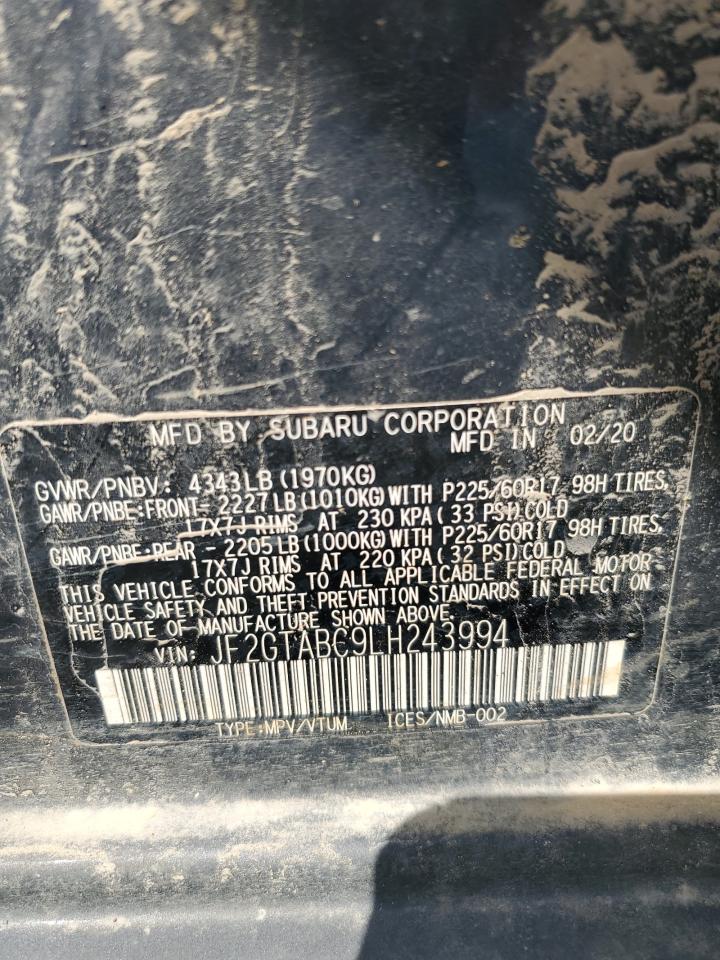 MFD BY SUBARU CORPORATION
MFD IN 02/20
GVWR/PNBV: 4343LB(1970KG)
GAWR/PNBE:FRONT- 2227LB(1010KG)WITH P225/60R17 98H TIRES,
17X7J RIMS AT 230 KPA( 33 PSI)COLD
GAWR/PNBE:REAR - 2205LB(1000KG)WITH P225/60R17 98H TIRES,
17X7J RIMS AT 220 KPA( 32 PSI)COLD
THIS VEHICLE CONFORMS TO ALL APPLICABLE FEDERAL MOTOR
VEHICLE SAFETY AND THEFT PREVENTION STANDARDS IN EFFECT ON
THE DATE OF MANUFACTURE SHOWN ABOVE.
VIN: JF2GTABC9LH243994
TYPE:MPV/VTUM ICES/NMB-002